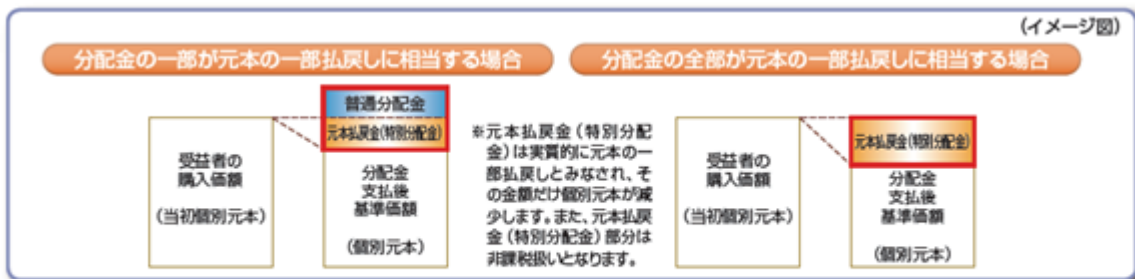 (イメージ図)
分配金の一部が元本の一部払戻しに相当する場合
分配金の全部が元本の一部払戻しに相当する場合
受益者の
購入価額
(当初個別元本)
普通分配金
元本払戻金(特別分配金)
分配金
支払後
基準価額
(個別元本)
※元本払戻金(特別分配
金)は実質的に元本の一
部払戻しとみなされ、そ
の金額だけ個別元本が減
少します。また、元本払戻
金(特別分配金)部分は
非課税扱いとなります。
受益者の
購入価額
(当初個別元本)
元本払戻金(特別分配金)
分配金
支払後
基準価額
(個別元本)